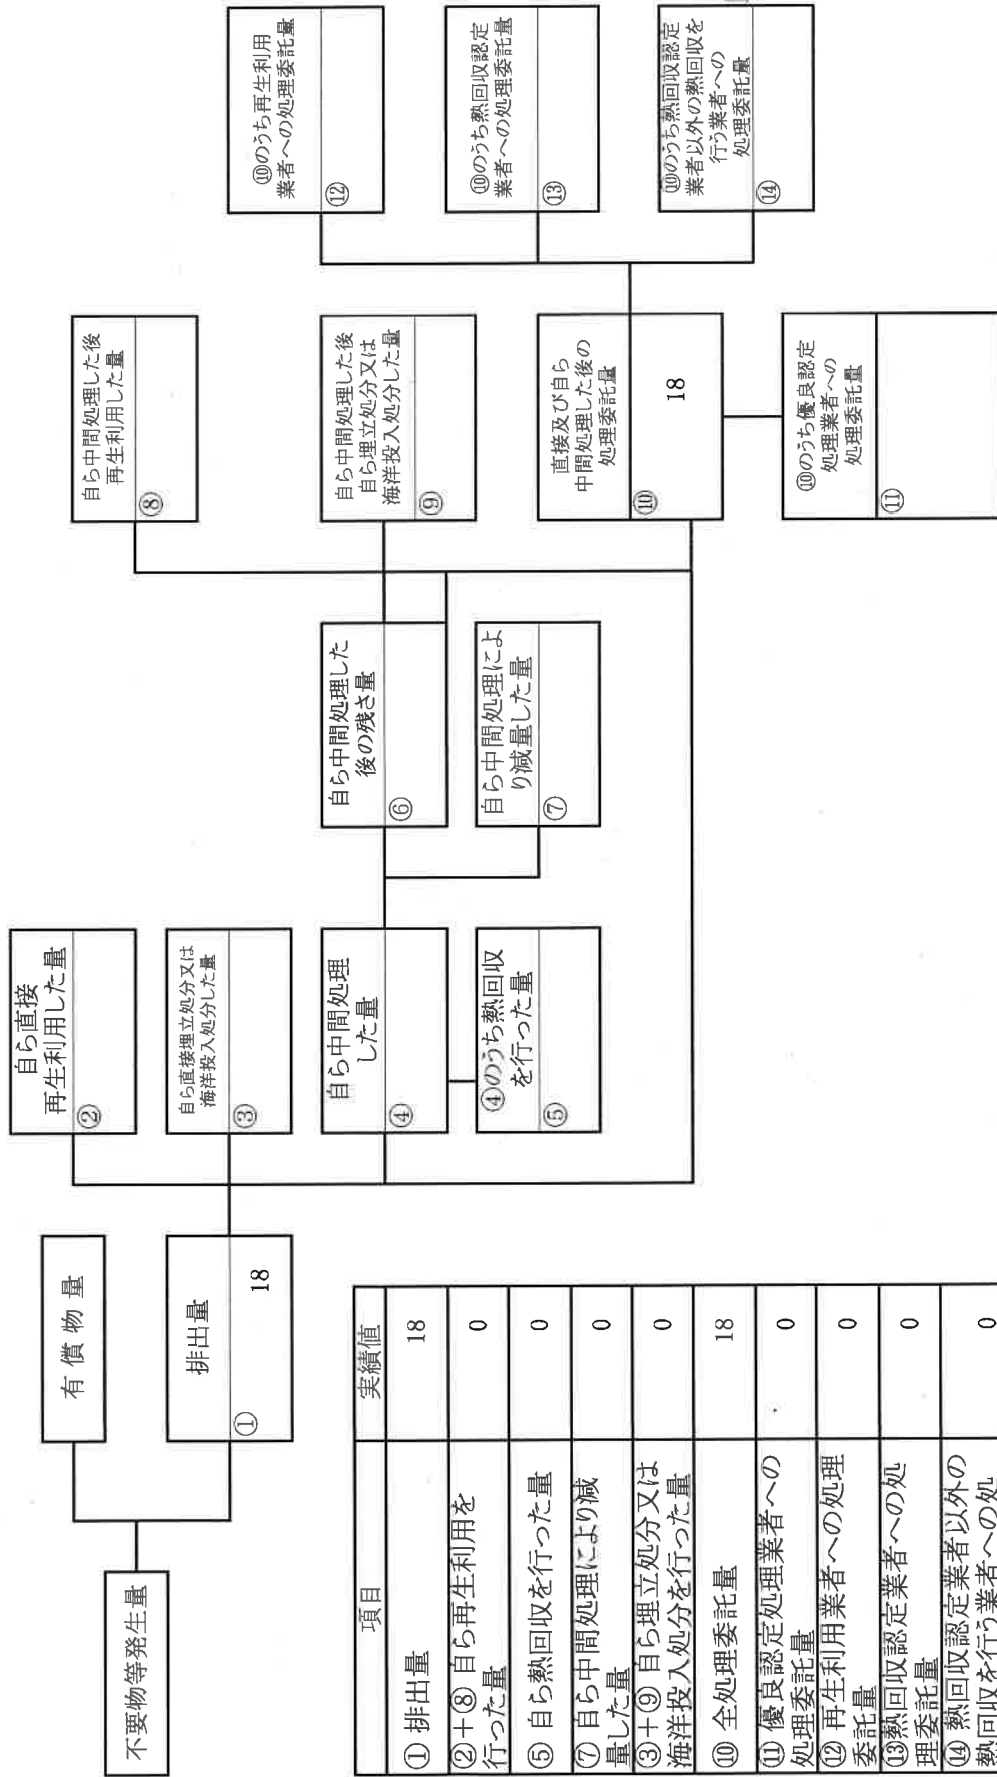 不要物等発生量
有償物量
排出量
①
18
自ら直接
再生利用した量
②
自ら直接埋立処分又は
海洋投入処分した量
③
自ら中間処理
した量
④
④のうち熱回収
を行った量
⑤
自ら中間処理した
後の残さ量
⑥
自ら中間処理によ
り減量した量
⑦
自ら中間処理した後
再生利用した量
⑧
自ら中間処理した後
自ら埋立処分又は
海洋投入処分した量
⑨
直接及び自ら
中間処理した後の
処理委託量
⑩
18
⑩のうち優良認定
処理業者への
処理委託量
⑪
⑩のうち再生利用
業者への処理委託量
⑫
⑩のうち熱回収認定
業者への処理委託量
⑬
⑩のうち熱回収認定
業者以外の熱回収を
行う業者への
処理委託量
⑭
項目 実績値
①排出量 18
②+⑧自ら再生利用を
行った量 0
⑤自ら熱回収を行った量 0
⑦自ら中間処理により減
量した量 0
③+⑨自ら埋立処分又は
海洋投入処分を行った量 0
⑩全処理委託量 18
⑪優良認定処理業者への
処理委託量 0
⑫再生利用業者への処理
委託量 0
⑬熱回収認定業者への処
理委託量 0
⑭熱回収認定業者以外の
熱回収を行う業者への処 0